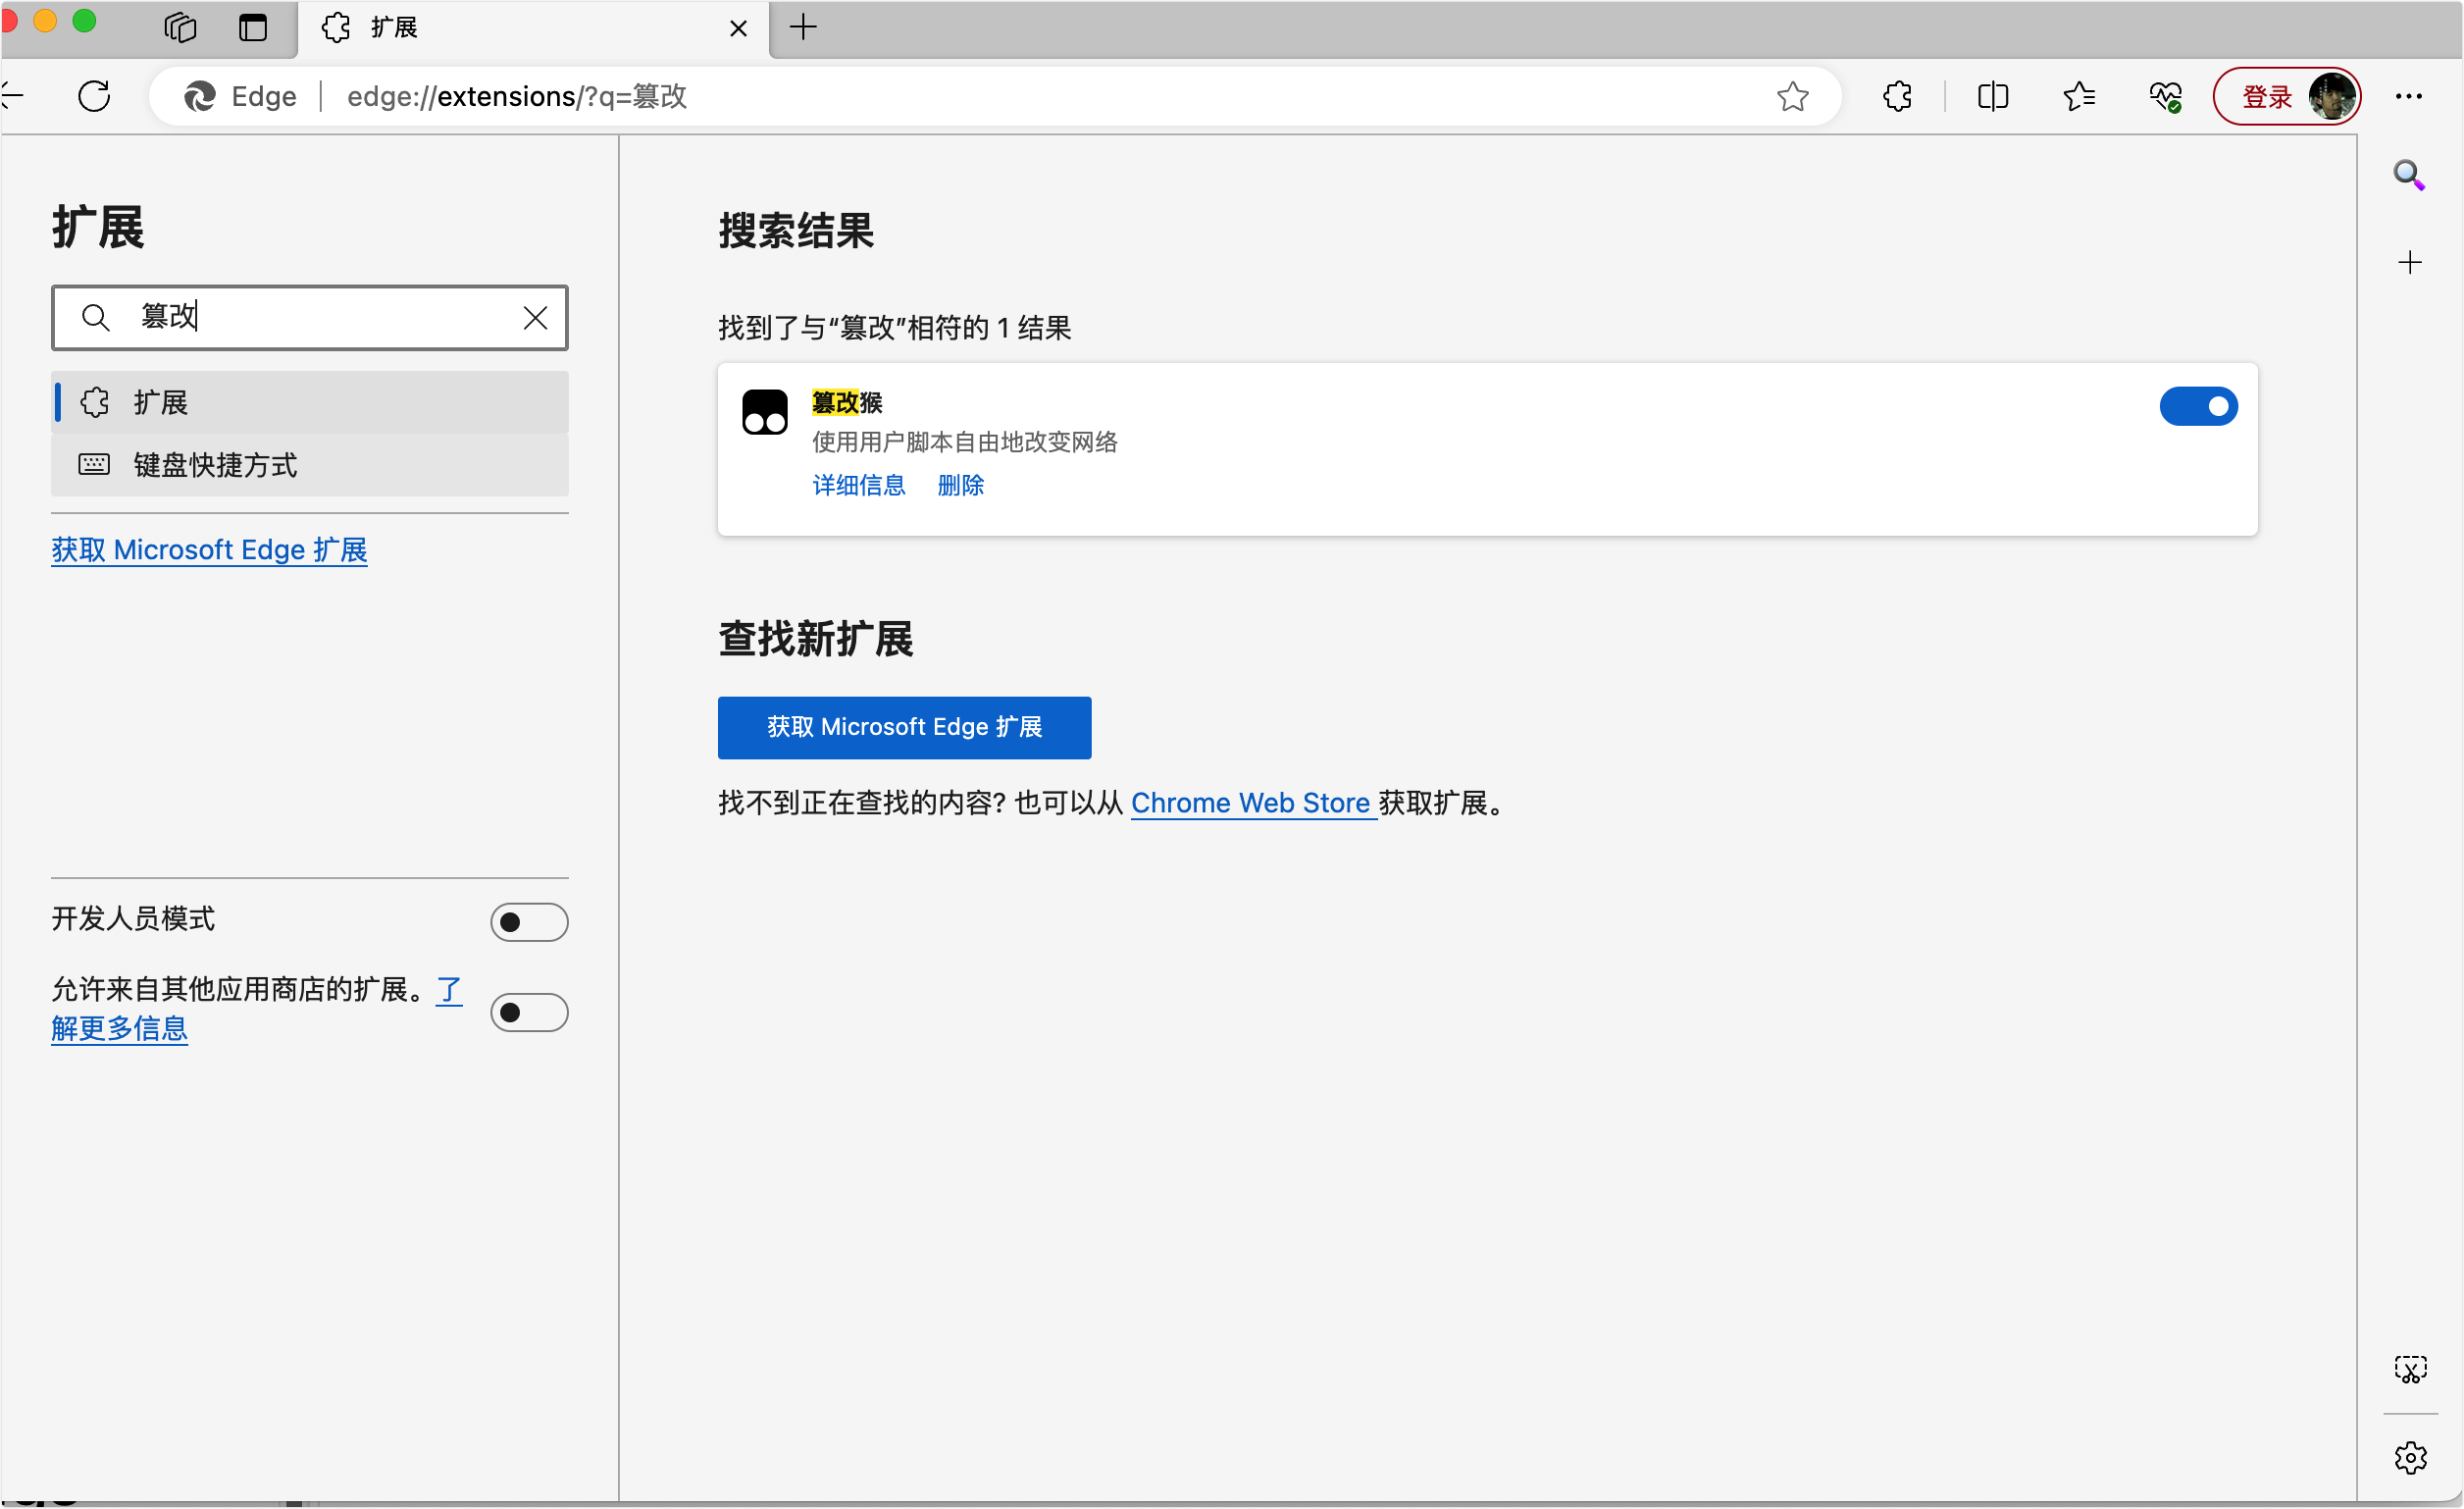 扩展
Edge
edge://extensions/?q=篡改
登录
扩展
篡改
扩展
键盘快捷方式
获取 Microsoft Edge 扩展
开发人员模式
允许来自其他应用商店的扩展。了
解更多信息
搜索结果
找到了与“篡改”相符的 1 结果
篡改猴
使用用户脚本自由地改变网络
详细信息 删除
查找新扩展
获取 Microsoft Edge 扩展
找不到正在查找的内容? 也可以从 Chrome Web Store 获取扩展。